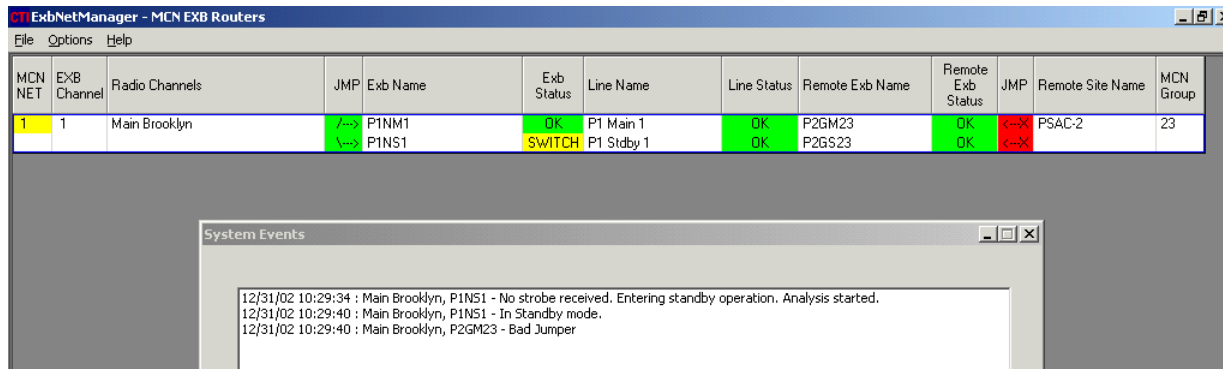 CTI ExbNetManager - MCN EXB Routers
File Options Help
MCN NET EXB Channel Radio Channels JMP Exb Name Exb Status Line Name Line Status Remote Exb Name Remote Exb Status JMP Remote Site Name MCN Group
1 1 Main Brooklyn /---> P1NM1 OK P1 Main 1 OK P2GM23 OK <---X PSAC-2 23
\---> P1NS1 SWITCH P1 Stdby 1 OK P2GS23 OK <---X
System Events
12/31/02 10:29:34 : Main Brooklyn, P1NS1 - No strobe received. Entering standby operation. Analysis started.
12/31/02 10:29:40 : Main Brooklyn, P1NS1 - In Standby mode.
12/31/02 10:29:40 : Main Brooklyn, P2GM23 - Bad Jumper